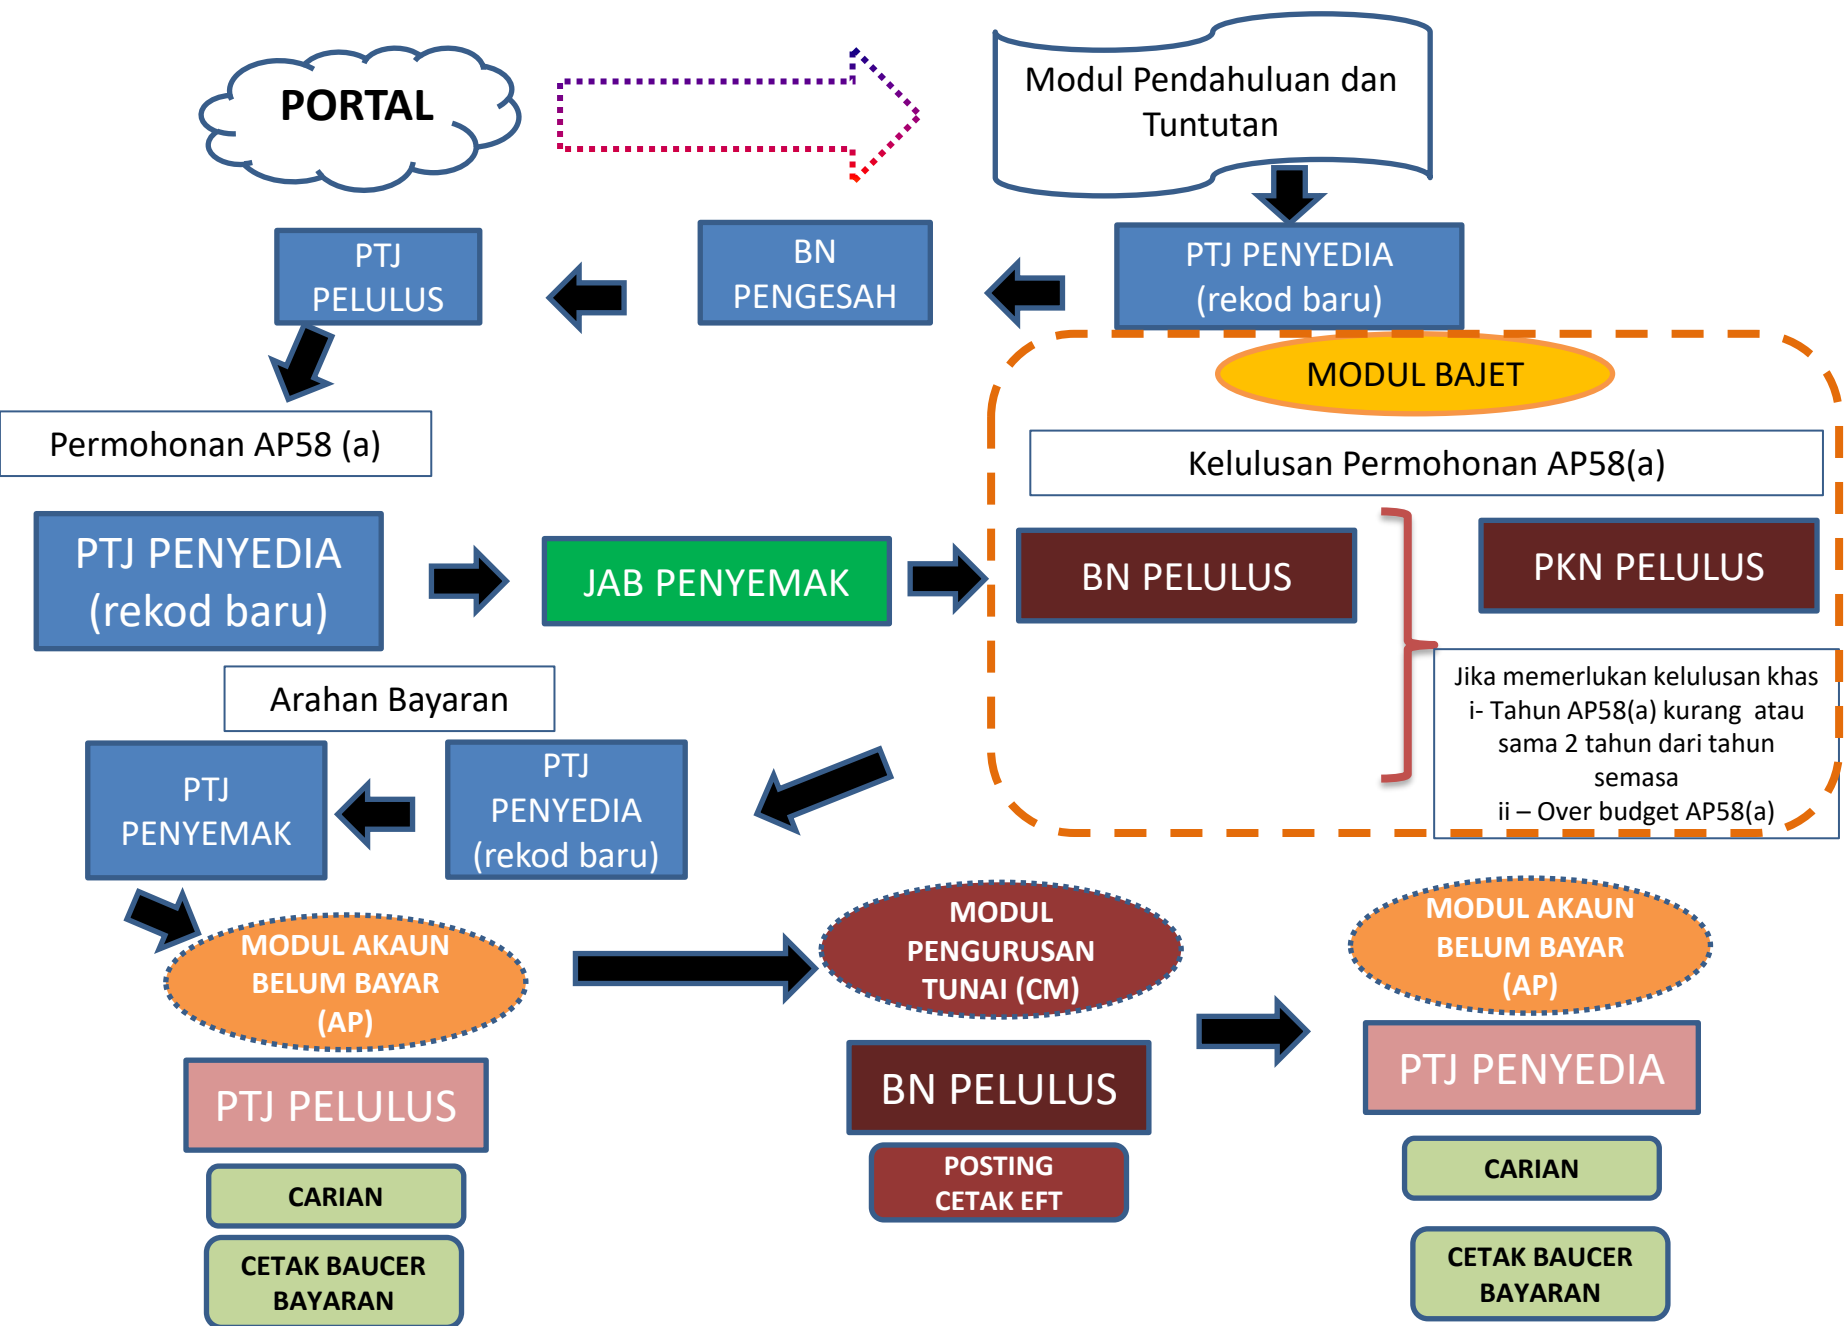 PORTAL
Modul Pendahuluan dan
Tuntutan
PTJ
PELULUS
BN
PENGESAH
PTJ PENYEDIA
(rekod baru)
MODUL BAJET
Permohonan AP58 (a)
Kelulusan Permohonan AP58(a)
PTJ PENYEDIA
(rekod baru)
JAB PENYEMAK
BN PELULUS
PKN PELULUS
Jika memerlukan kelulusan khas
i- Tahun AP58(a) kurang atau
sama 2 tahun dari tahun
semasa
ii – Over budget AP58(a)
Arahan Bayaran
PTJ
PENYEMAK
PTJ
PENYEDIA
(rekod baru)
MODUL AKAUN
BELUM BAYAR
(AP)
PTJ PELULUS
CARIAN
CETAK BAUCER
BAYARAN
MODUL
PENGURUSAN
TUNAI (CM)
BN PELULUS
POSTING
CETAK EFT
MODUL AKAUN
BELUM BAYAR
(AP)
PTJ PENYEDIA
CARIAN
CETAK BAUCER
BAYARAN